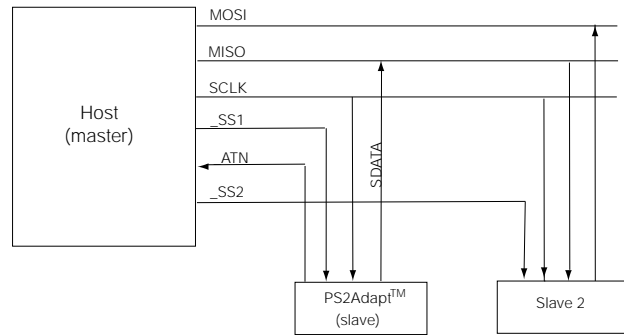 MOSI
MISO
SCLK
Host
(master)
_SS1
ATN
SDATA
_SS2
PS2Adapt™
(slave)
Slave 2